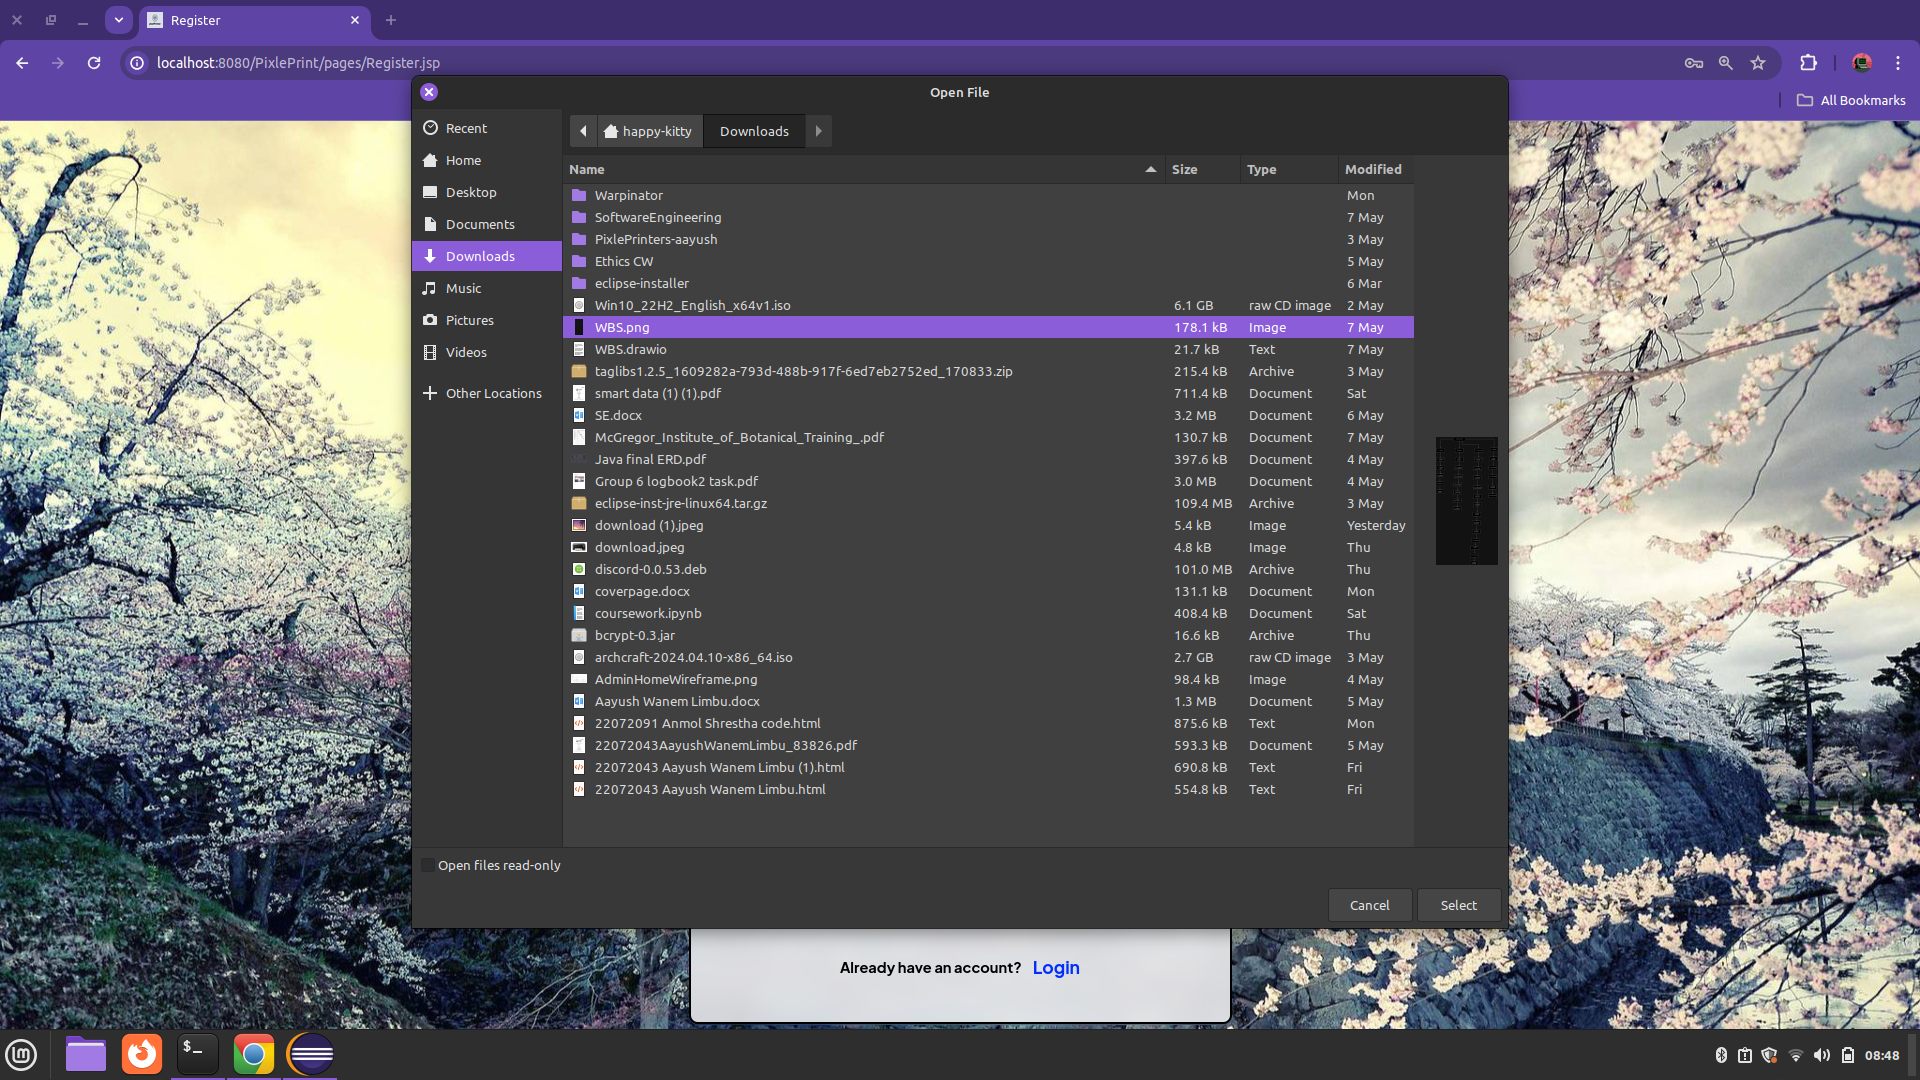 Register
localhost:8080/PixlePrint/pages/Register.jsp
All Bookmarks
Open File
Recent
Home
Desktop
Documents
Downloads
Music
Pictures
Videos
Other Locations
happy-kitty Downloads
Name Size Type Modified
Warpinator Mon
SoftwareEngineering 7 May
PixlePrinters-aayush 3 May
Ethics CW 5 May
eclipse-installer 6 Mar
Win10_22H2_English_x64v1.iso 6.1 GB raw CD image 2 May
WBS.png 178.1 kB Image 7 May
WBS.drawio 21.7 kB Text 7 May
taglibs1.2.5_1609282a-793d-488b-917f-6ed7eb2752ed_170833.zip 215.4 kB Archive 3 May
smart data (1) (1).pdf 711.4 kB Document Sat
SE.docx 3.2 MB Document 6 May
McGregor_Institute_of_Botanical_Training_.pdf 130.7 kB Document 7 May
Java final ERD.pdf 397.6 kB Document 4 May
Group 6 logbook2 task.pdf 3.0 MB Document 4 May
eclipse-inst-jre-linux64.tar.gz 109.4 MB Archive 3 May
download (1).jpeg 5.4 kB Image Yesterday
download.jpeg 4.8 kB Image Thu
discord-0.0.53.deb 101.0 MB Archive Thu
coverpage.docx 131.1 kB Document Mon
coursework.ipynb 408.4 kB Document Sat
bcrypt-0.3.jar 16.6 kB Archive Thu
archcraft-2024.04.10-x86_64.iso 2.7 GB raw CD image 3 May
AdminHomeWireframe.png 98.4 kB Image 4 May
Aayush Wanem Limbu.docx 1.3 MB Document 5 May
22072091 Anmol Shrestha code.html 875.6 kB Text Mon
22072043AayushWanemLimbu_83826.pdf 593.3 kB Document 5 May
22072043 Aayush Wanem Limbu (1).html 690.8 kB Text Fri
22072043 Aayush Wanem Limbu.html 554.8 kB Text Fri
Open files read-only
Cancel Select
Already have an account? Login
08:48